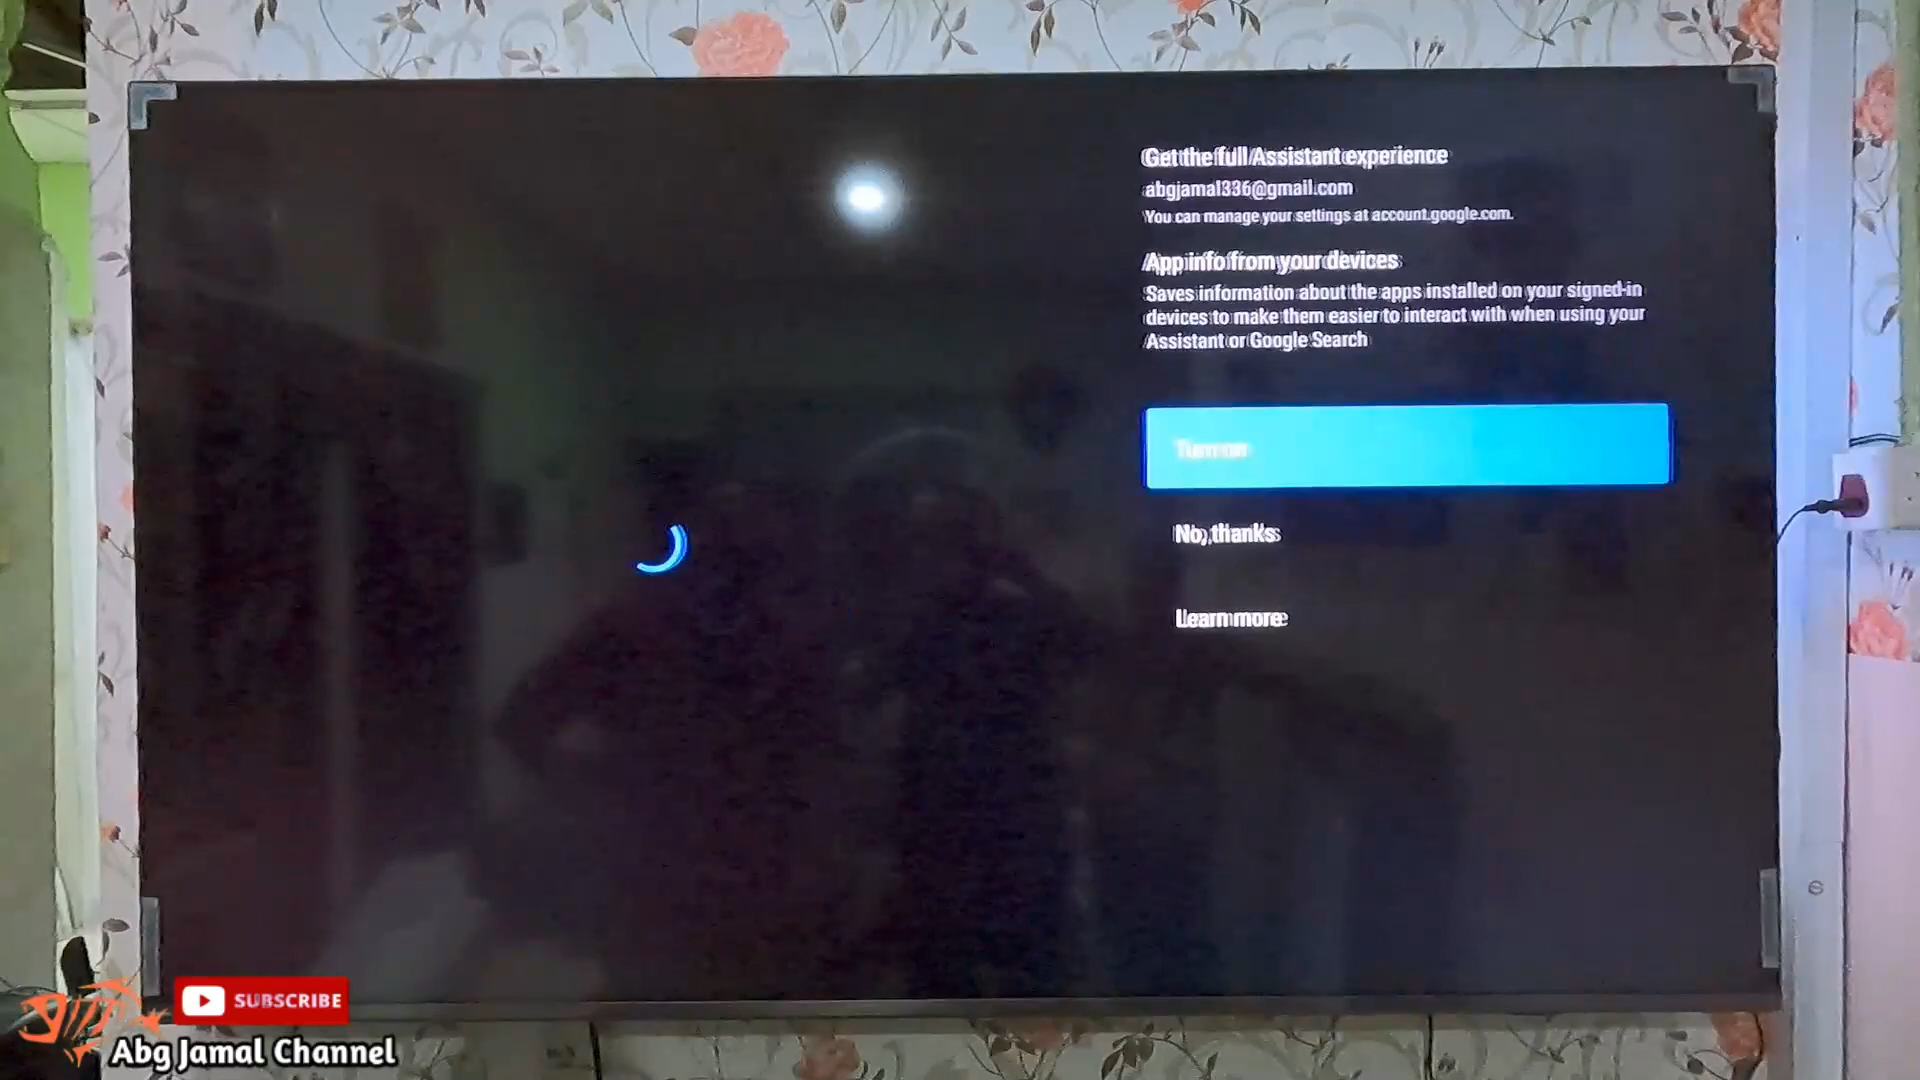 Get the full Assistant experience
abgjamal336@gmail.com
You can manage your settings at account.google.com.
App info from your devices
Saves information about the apps installed on your signed-in
devices to make them easier to interact with when using your
Assistant or Google Search
Turn on
No, thanks
Learn more
SUBSCRIBE
Abg Jamal Channel